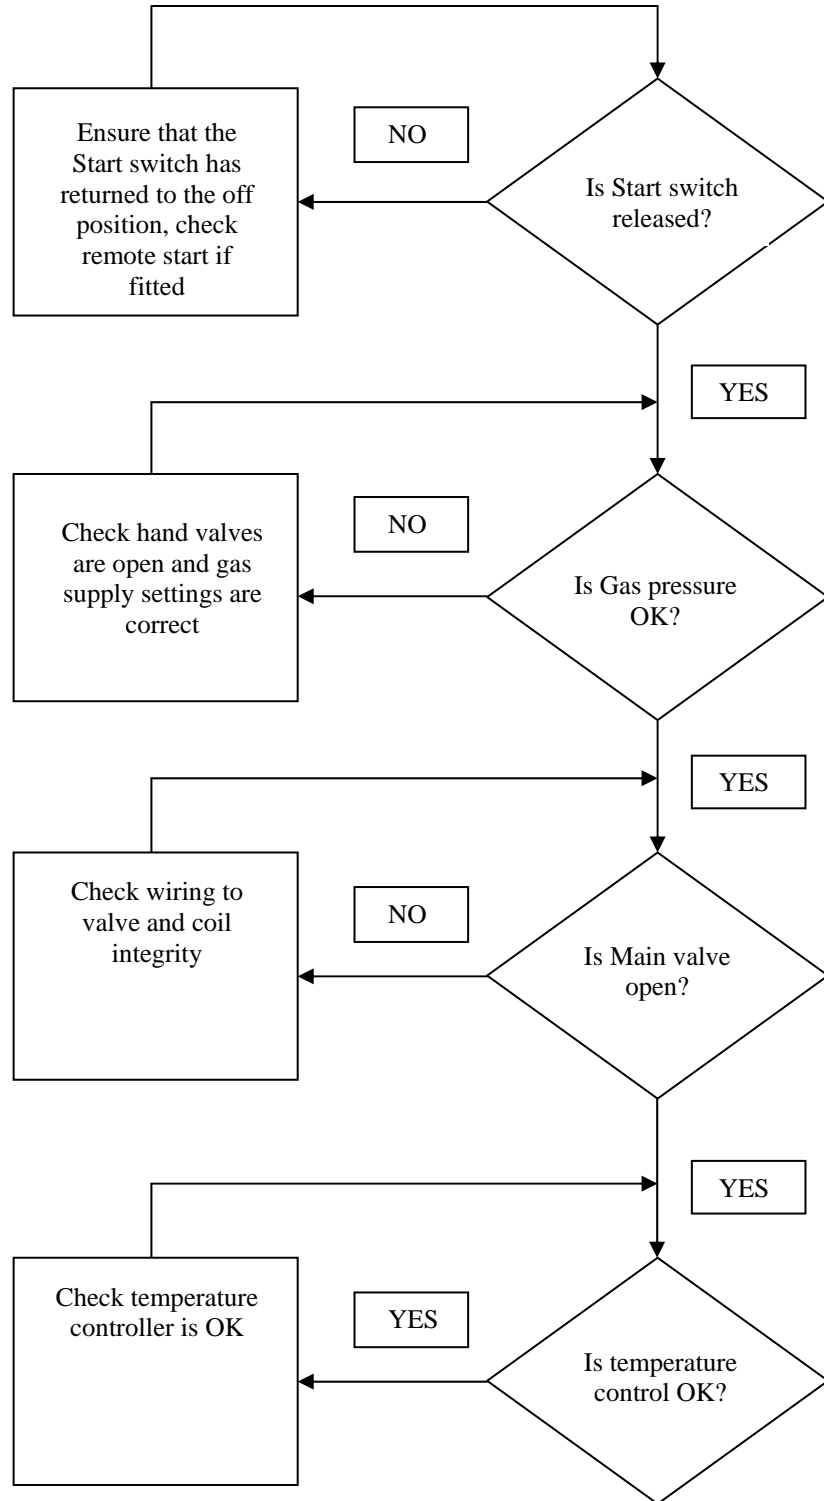 Ensure that the
Start switch has
returned to the off
position, check
remote start if
fitted
NO
Is Start switch
released?
YES
Check hand valves
are open and gas
supply settings are
correct
NO
Is Gas pressure
OK?
YES
Check wiring to
valve and coil
integrity
NO
Is Main valve
open?
YES
Check temperature
controller is OK
YES
Is temperature
control OK?